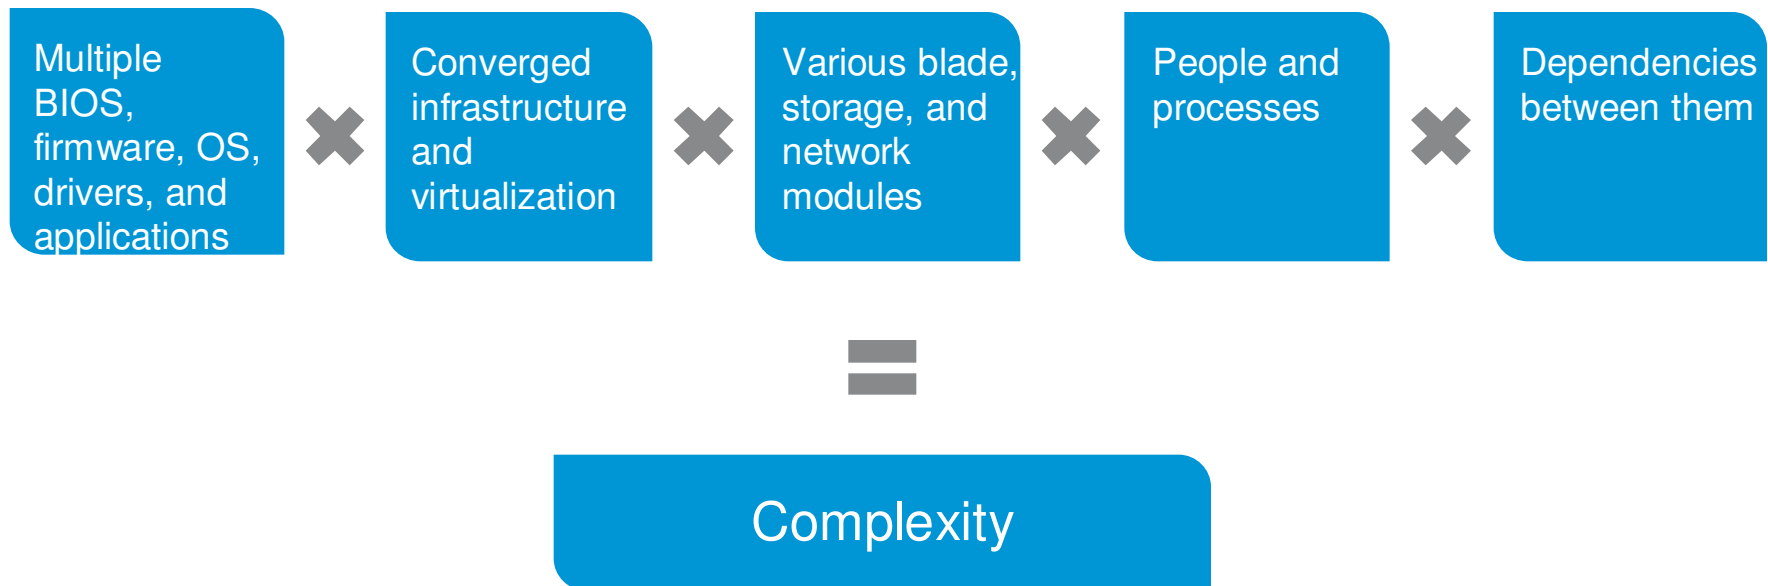 Multiple
BIOS,
firmware, OS,
drivers, and
applications
Converged
infrastructure
and
virtualization
Various blade,
storage, and
network
modules
People and
processes
Dependencies
between them
Complexity